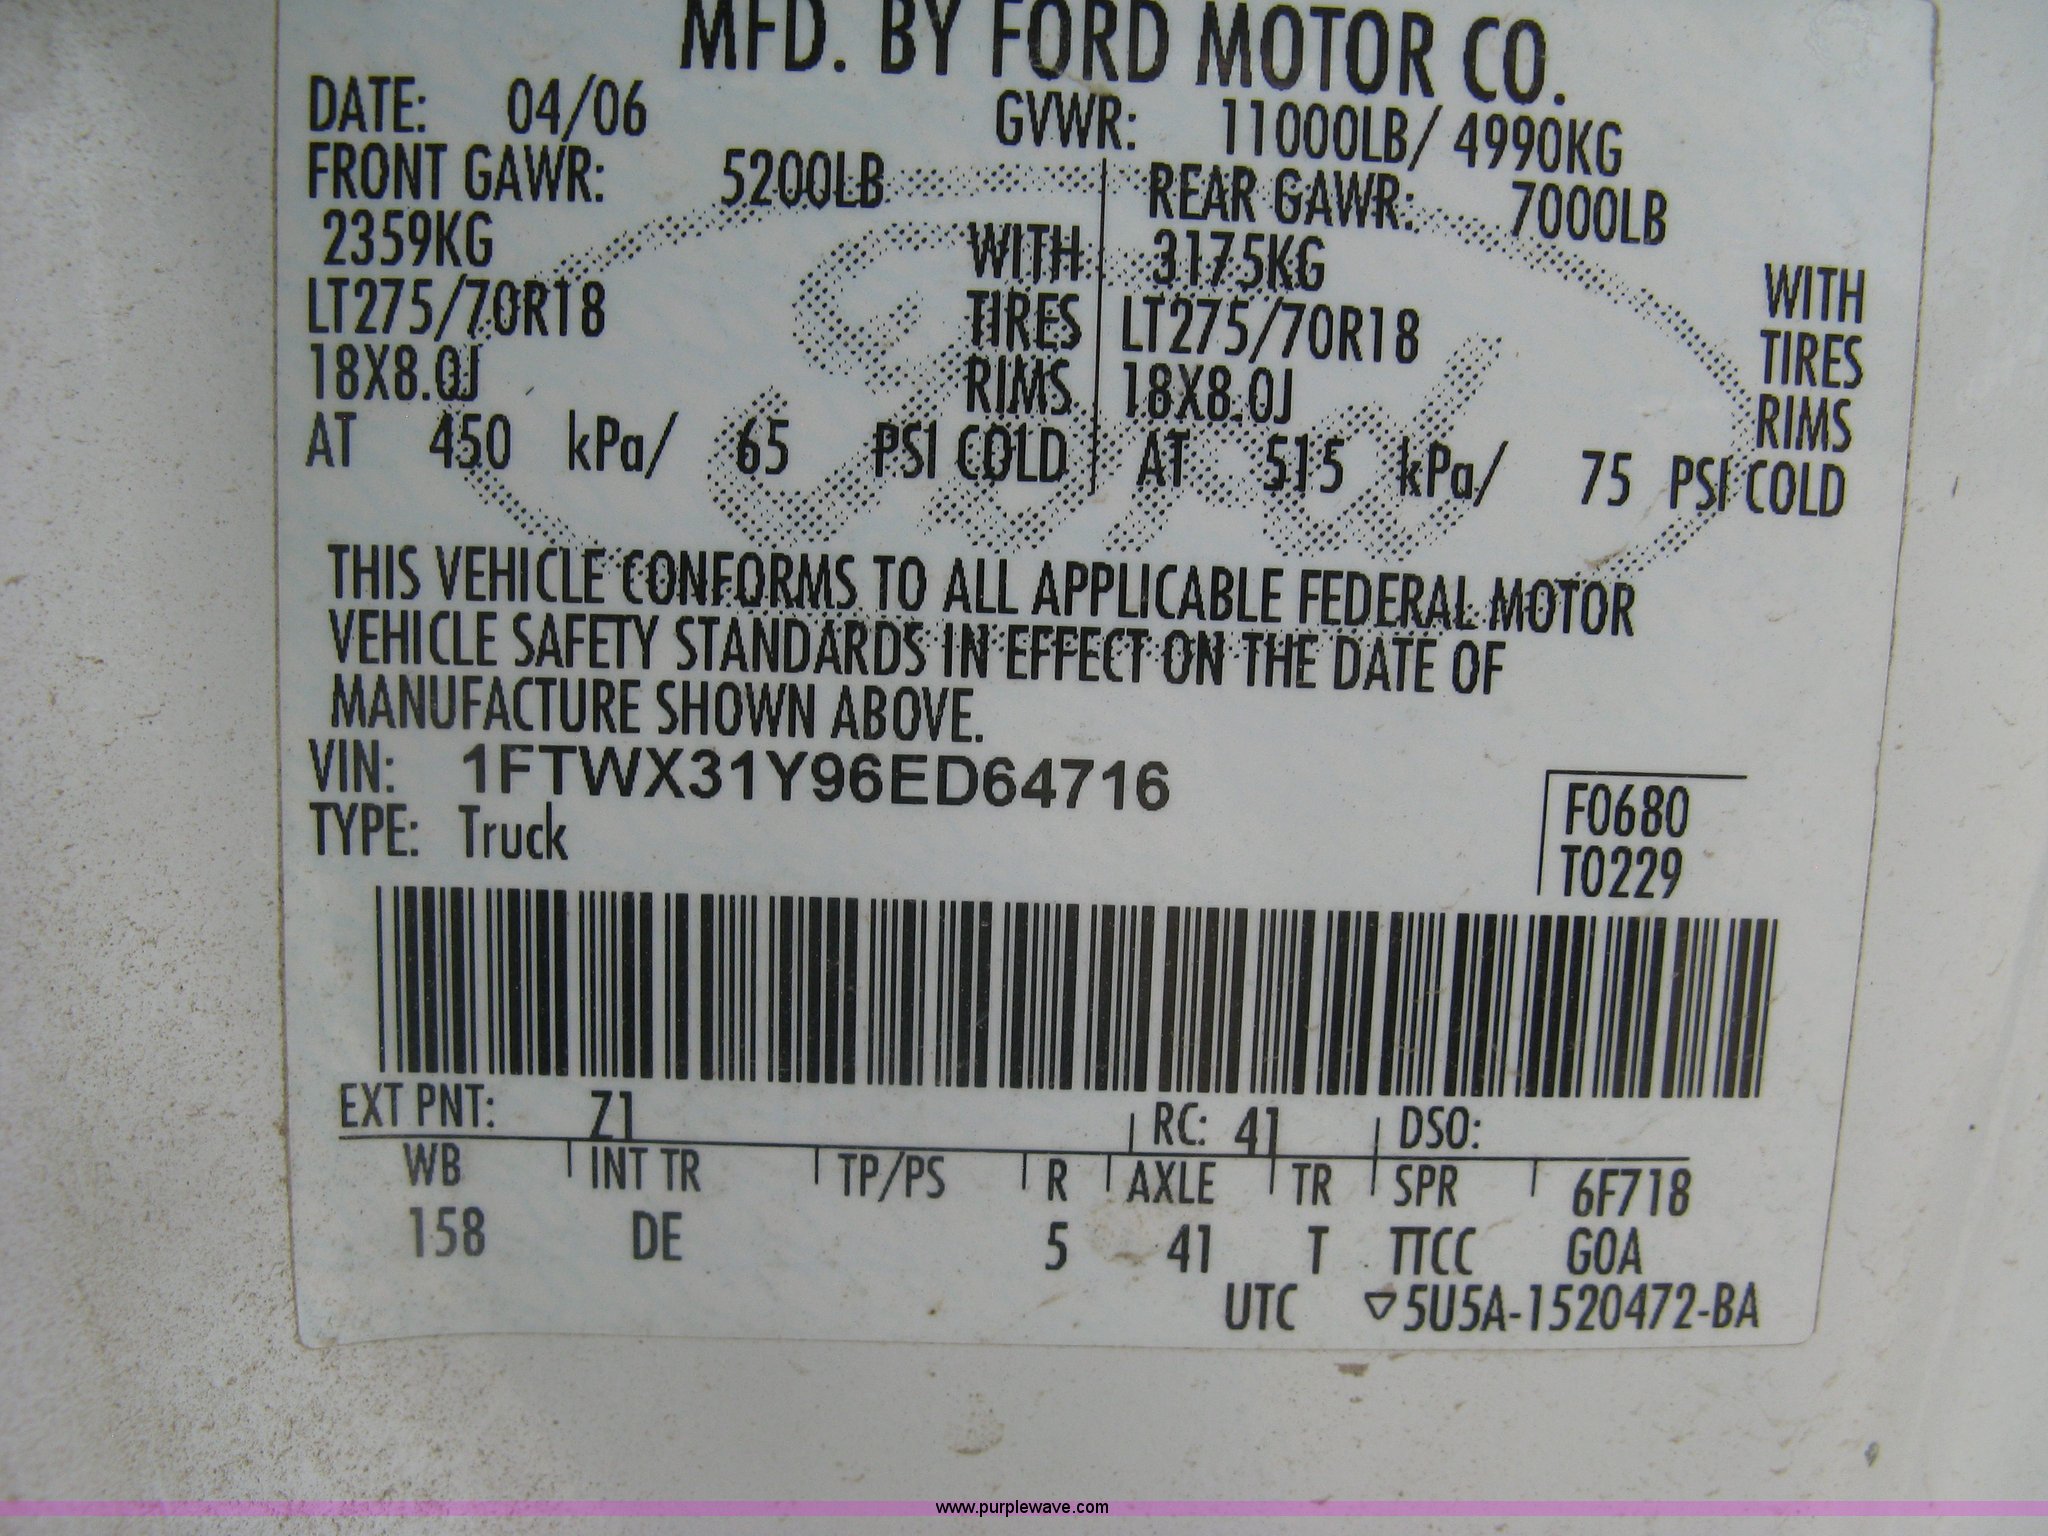 MFD. BY FORD MOTOR CO.
DATE: 04/06 GVWR: 11000LB/ 4990KG
FRONT GAWR: 5200LB REAR GAWR: 7000LB
2359KG WITH 3175KG WITH
LT275/70R18 TIRES LT275/70R18 TIRES
18X8.0J RIMS 18X8.0J RIMS
AT 450 kPa/ 65 PSI COLD AT 515 kPa/ 75 PSI COLD
THIS VEHICLE CONFORMS TO ALL APPLICABLE FEDERAL MOTOR
VEHICLE SAFETY STANDARDS IN EFFECT ON THE DATE OF
MANUFACTURE SHOWN ABOVE.
VIN: 1FTWX31Y96ED64716
TYPE: Truck
F0680
T0229
EXT PNT: Z1 RC: 41 DSO:
WB INT TR TP/PS R AXLE TR SPR 6F718
158 DE 5 41 T TTCC GOA
UTC ▽5U5A-1520472-BA
www.purplewave.com